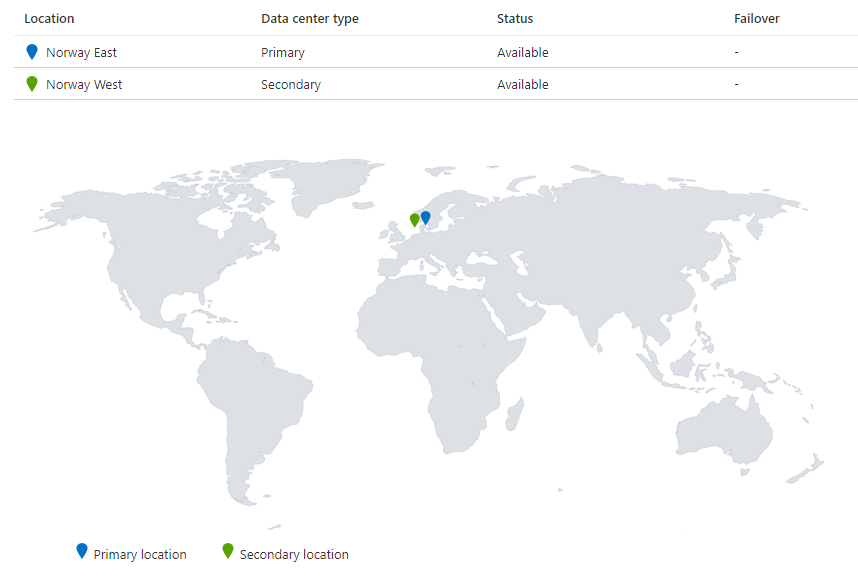 Location Data center type Status Failover
Norway East Primary Available -
Norway West Secondary Available -
Primary location Secondary location